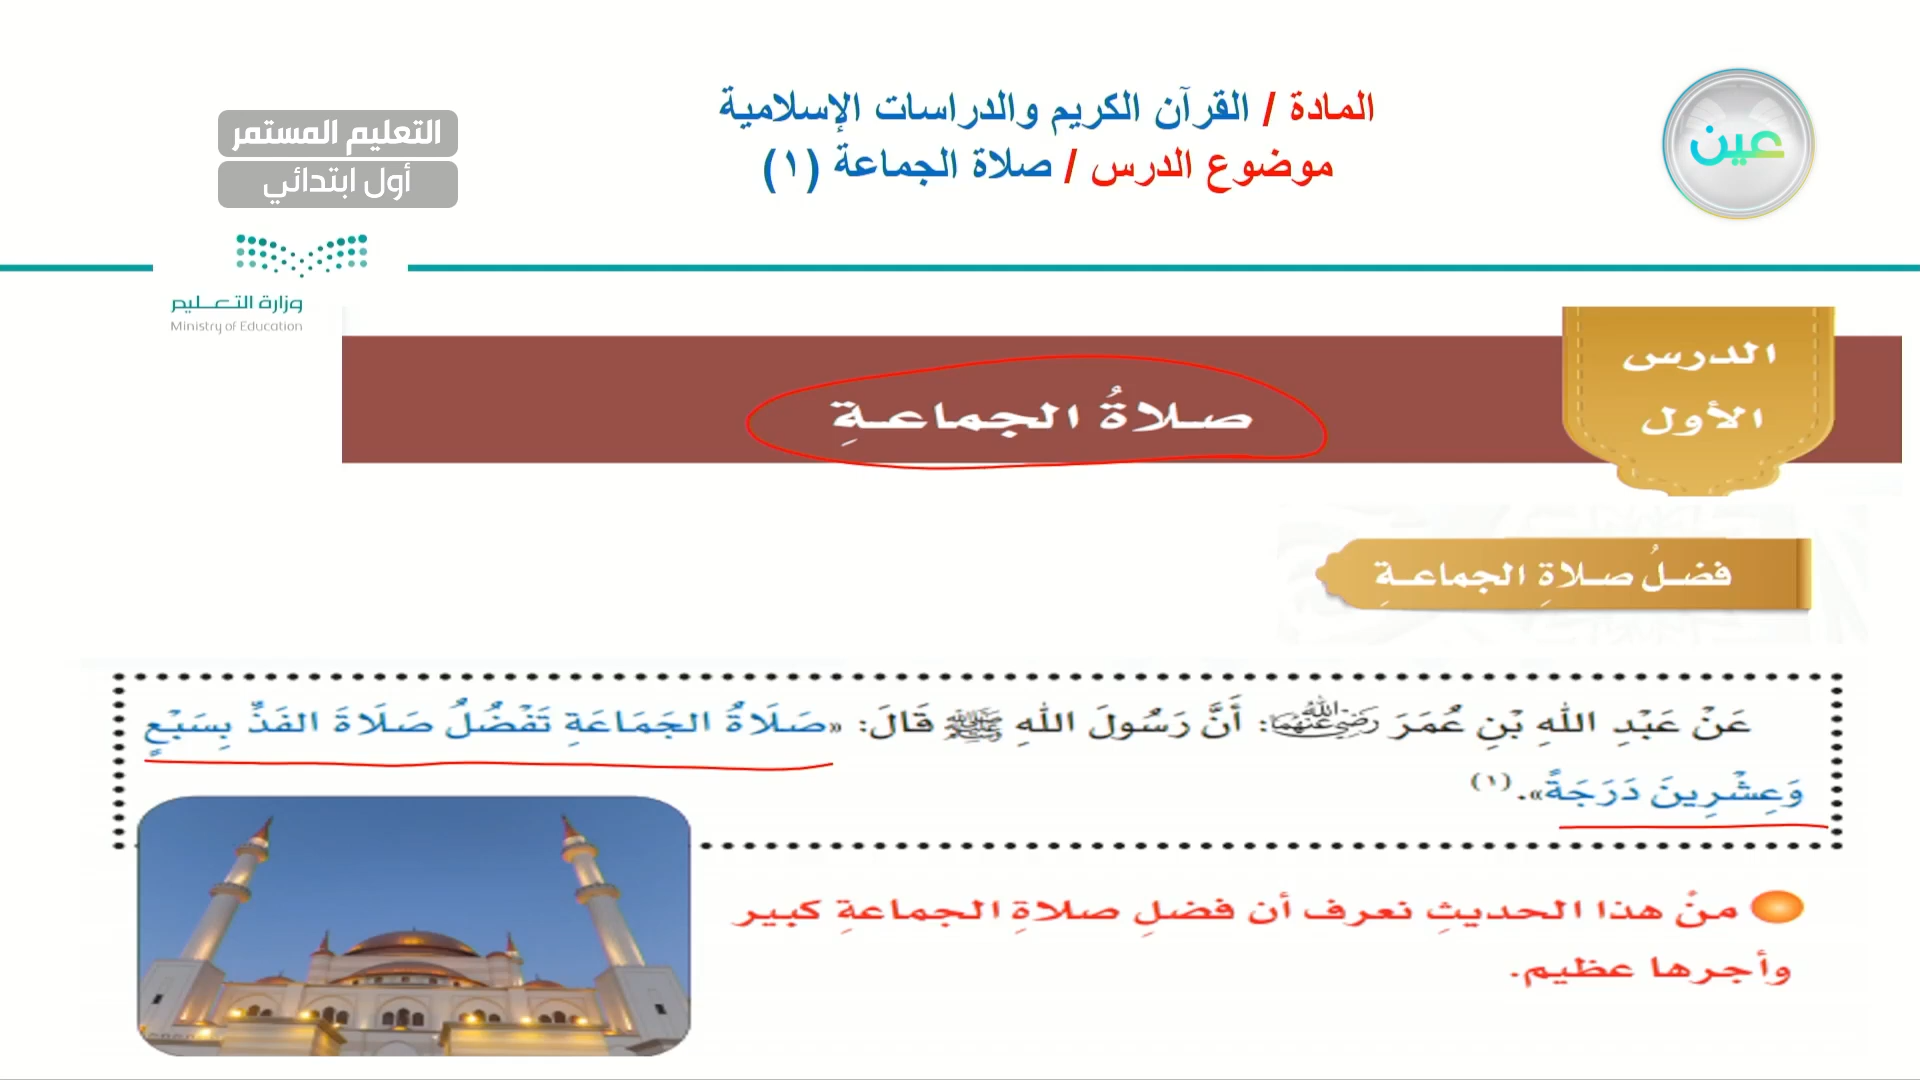 المادة / القرآن الكريم والدراسات الإسلامية
موضوع الدرس / صلاة الجماعة (١)
عين
التعليم المستمر
أول ابتدائي
وزارة التعليم
Ministry of Education
الدرس
الأول
صلاةُ الجماعةِ
فضلُ صلاةِ الجماعةِ
عَنْ عَبْدِ اللهِ بْنِ عُمَرَ رَضِيَ اللهُ عَنْهُمَا: أَنَّ رَسُولَ اللهِ ﷺ قَالَ: «صَلَاةُ الجَمَاعَةِ تَفْضُلُ صَلَاةَ الفَذِّ بِسَبْعٍ
وَعِشْرِينَ دَرَجَةً».(١)
منْ هذا الحديثِ نعرف أن فضلِ صلاةِ الجماعةِ كبير
وأجرها عظيم.